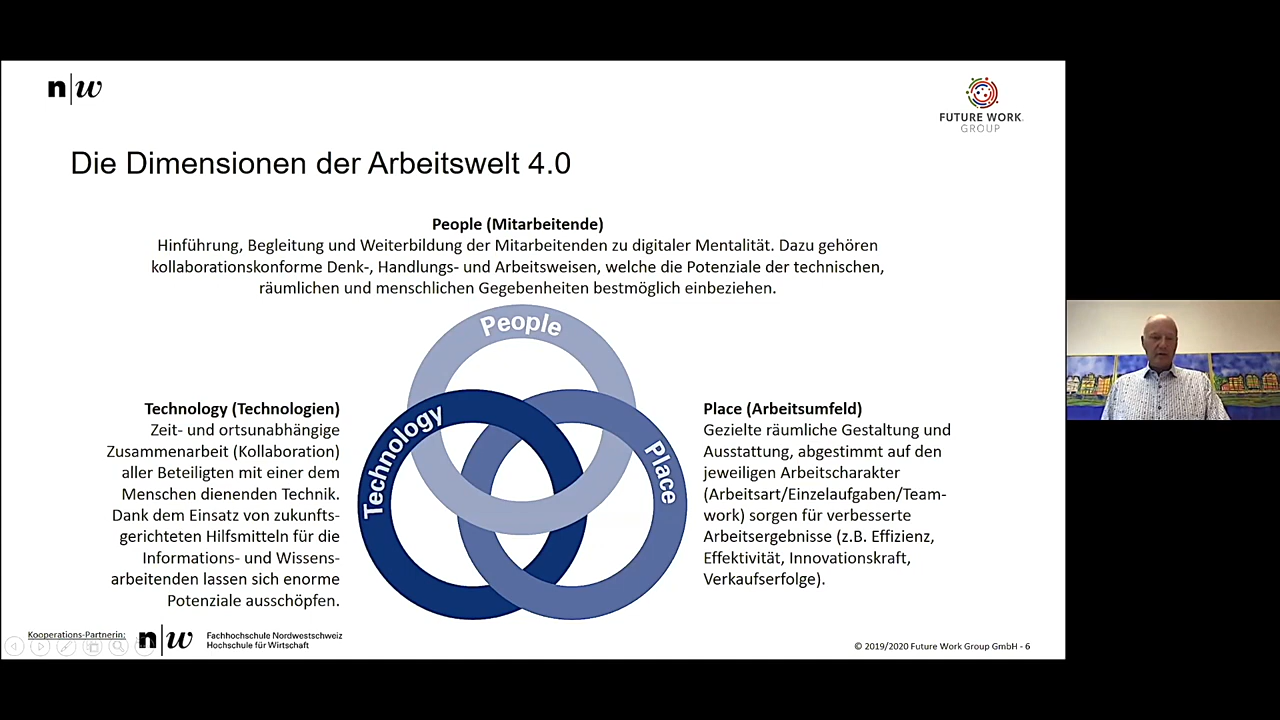 n|w
FUTURE WORK
GROUP
Die Dimensionen der Arbeitswelt 4.0
People (Mitarbeitende)
Hinführung, Begleitung und Weiterbildung der Mitarbeitenden zu digitaler Mentalität. Dazu gehören
kollaborationskonforme Denk-, Handlungs- und Arbeitsweisen, welche die Potenziale der technischen,
räumlichen und menschlichen Gegebenheiten bestmöglich einbeziehen.
People
Technology
Place
Technology (Technologien)
Zeit- und ortsunabhängige
Zusammenarbeit (Kollaboration)
aller Beteiligten mit einer dem
Menschen dienenden Technik.
Dank dem Einsatz von zukunfts-
gerichteten Hilfsmitteln für die
Informations- und Wissens-
arbeitenden lassen sich enorme
Potenziale ausschöpfen.
Place (Arbeitsumfeld)
Gezielte räumliche Gestaltung und
Ausstattung, abgestimmt auf den
jeweiligen Arbeitscharakter
(Arbeitsart/Einzelaufgaben/Team-
work) sorgen für verbesserte
Arbeitsergebnisse (z.B. Effizienz,
Effektivität, Innovationskraft,
Verkaufserfolge).
Kooperations-Partnerin:
n|w
Fachhochschule Nordwestschweiz
Hochschule für Wirtschaft
© 2019/2020 Future Work Group GmbH - 6